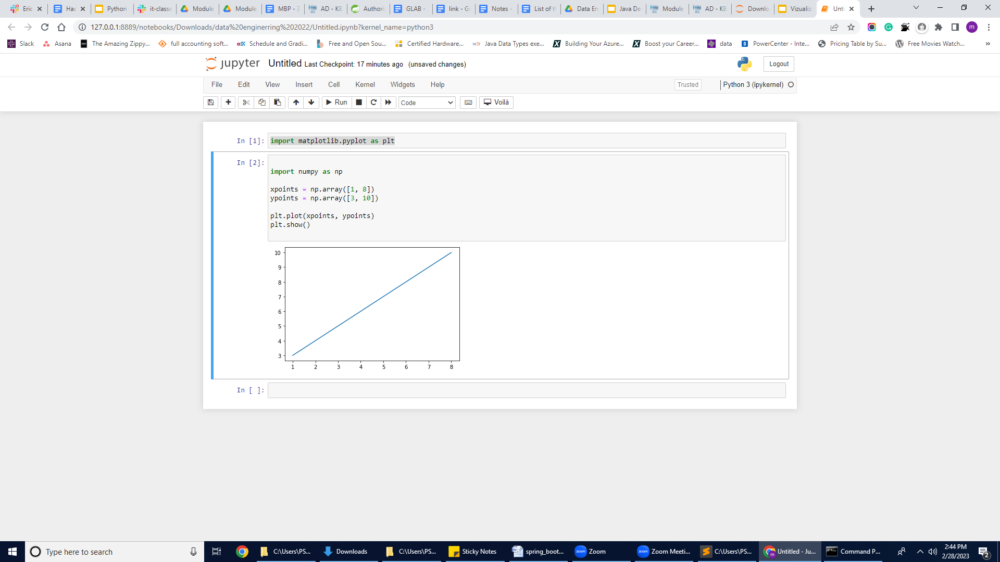 Eric
Hac
Python
it-classe
Module
Module
MBP - 3
AD - KB
Authori
GLAB -
link - Go
Notes -
List of t
Data En
Java De
Module
AD - KB
Downlo
Vizualiz
Unti
127.0.0.1:8889/notebooks/Downloads/data%20enginerring%202022/Untitled.ipynb?kernel_name=python3
Slack
Asana
The Amazing Zippy...
full accounting soft...
Schedule and Gradi...
Free and Open Sou...
Certified Hardware...
Java Data Types exe...
Building Your Azure...
Boost your Career...
data
PowerCenter - Inte...
Pricing Table by Su...
Free Movies Watch...
»
jupyter Untitled Last Checkpoint: 17 minutes ago (unsaved changes)
Logout
File Edit View Insert Cell Kernel Widgets Help
Trusted
Python 3 (ipykernel)
Run
Code
Voilà
In [1]: import matplotlib.pyplot as plt
In [2]:
import numpy as np
xpoints = np.array([1, 8])
ypoints = np.array([3, 10])
plt.plot(xpoints, ypoints)
plt.show()
10
9
8
7
6
5
4
3
1 2 3 4 5 6 7 8
In [ ]:
Type here to search
C:\Users\PS...
Downloads
C:\Users\PS...
Sticky Notes
spring_boot...
Zoom
Zoom Meeti...
C:\Users\PS...
Untitled - Ju...
Command P...
2:44 PM
2/28/2023
2